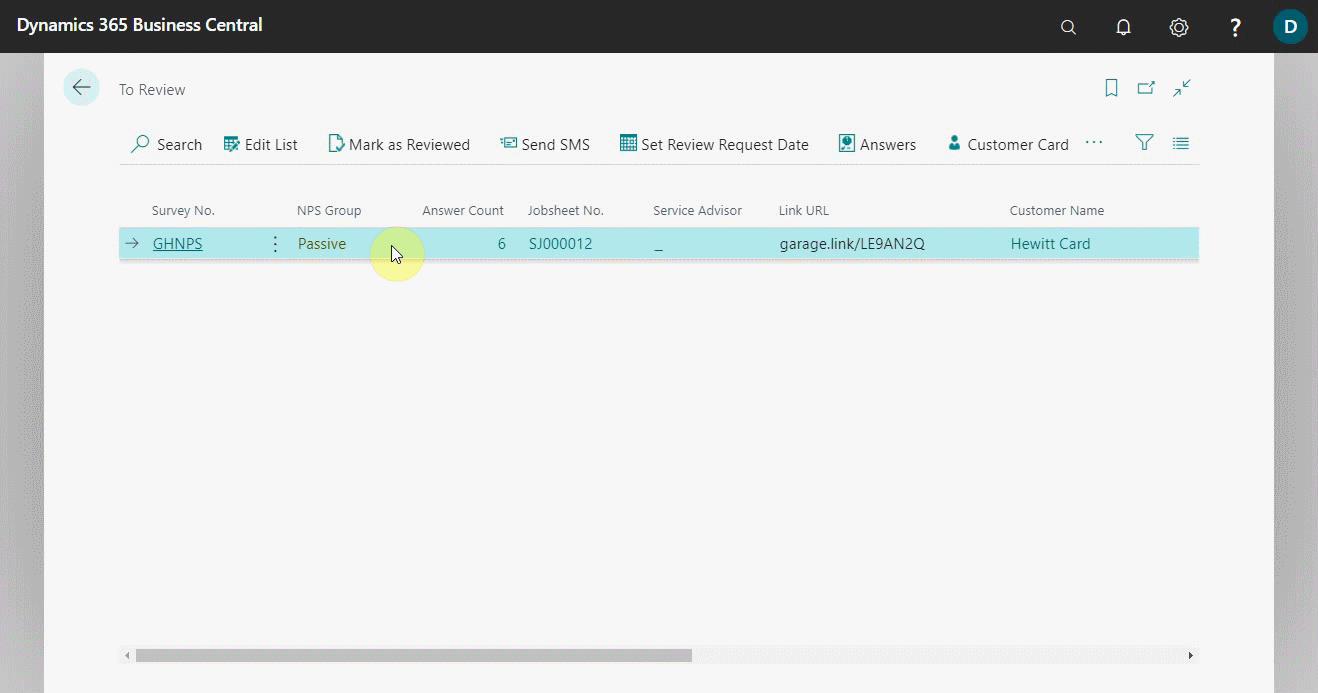 Dynamics 365 Business Central
?
D
To Review
Search Edit List Mark as Reviewed Send SMS Set Review Request Date Answers Customer Card ...
Survey No. NPS Group Answer Count Jobsheet No. Service Advisor Link URL Customer Name
GHNPS Passive 6 SJ000012 _ garage.link/LE9AN2Q Hewitt Card